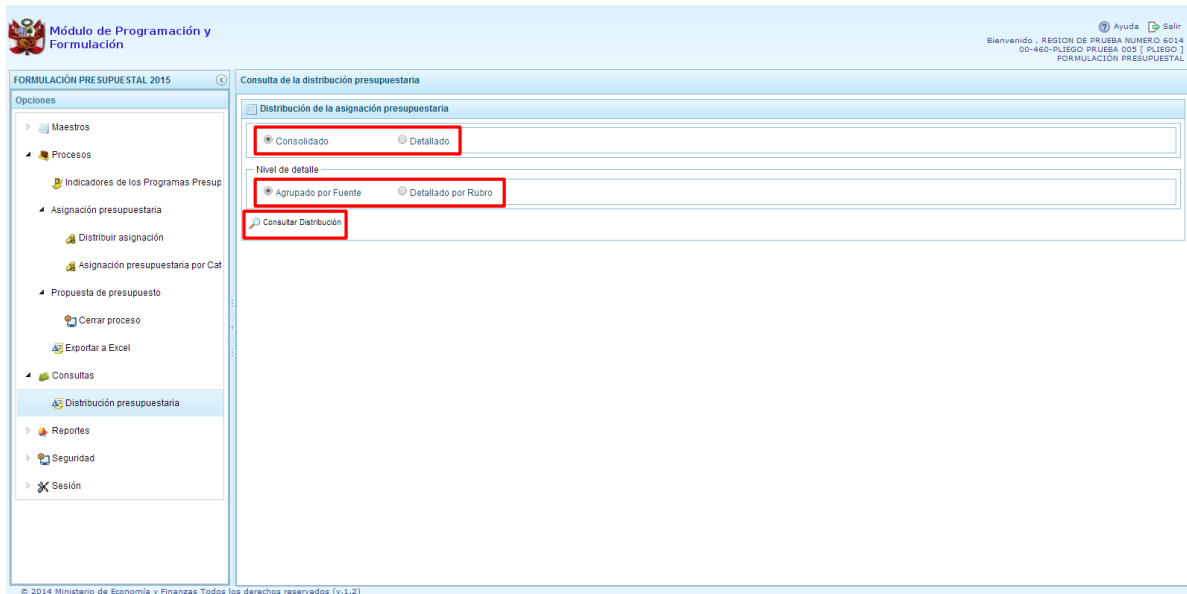 Módulo de Programación y
Formulación
Ayuda Salir
Bienvenido , REGION DE PRUEBA NUMERO 6014
00-460-PLIEGO PRUEBA 005 [ PLIEGO ]
FORMULACIÓN PRESUPUESTAL
FORMULACIÓN PRESUPUESTAL 2015
Opciones
Maestros
Procesos
Indicadores de los Programas Presup
Asignación presupuestaria
Distribuir asignación
Asignación presupuestaria por Cat
Propuesta de presupuesto
Cerrar proceso
Exportar a Excel
Consultas
Distribución presupuestaria
Reportes
Seguridad
Sesión
Consulta de la distribución presupuestaria
Distribución de la asignación presupuestaria
Consolidado Detallado
Nivel de detalle
Agrupado por Fuente Detallado por Rubro
Consultar Distribución
© 2014 Ministerio de Economía y Finanzas Todos los derechos reservados (v.1.2)